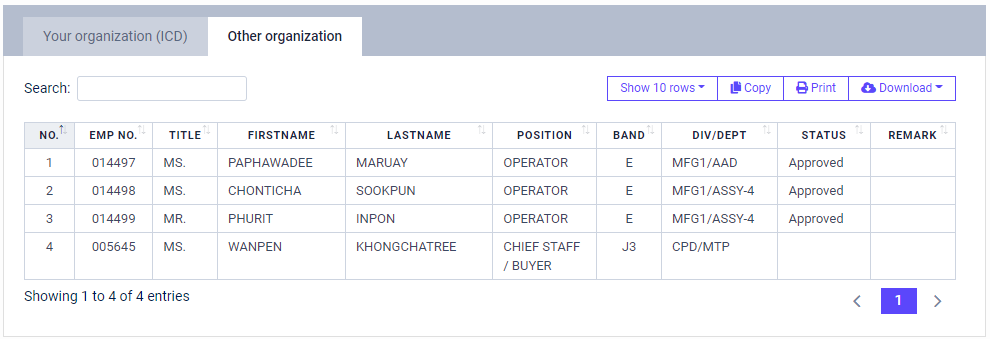 Your organization (ICD) Other organization
Search: Show 10 rows Copy Print Download
NO. EMP NO. TITLE FIRSTNAME LASTNAME POSITION BAND DIV/DEPT STATUS REMARK
1 014497 MS. PAPHAWADEE MARUAY OPERATOR E MFG1/AAD Approved
2 014498 MS. CHONTICHA SOOKPUN OPERATOR E MFG1/ASSY-4 Approved
3 014499 MR. PHURIT INPON OPERATOR E MFG1/ASSY-4 Approved
4 005645 MS. WANPEN KHONGCHATREE CHIEF STAFF J3 CPD/MTP
/ BUYER
Showing 1 to 4 of 4 entries 1